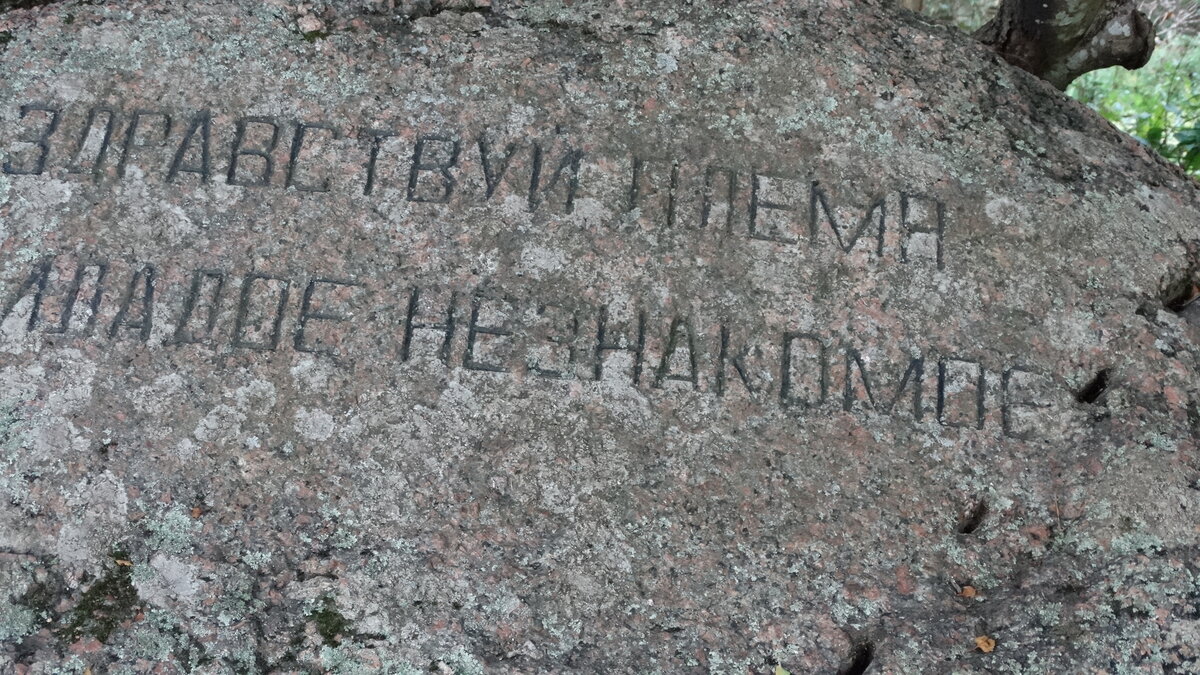 ЗДРАВСТВУЙ ПЛЕМЯ
МЛАДОЕ НЕЗНАКОМОЕ